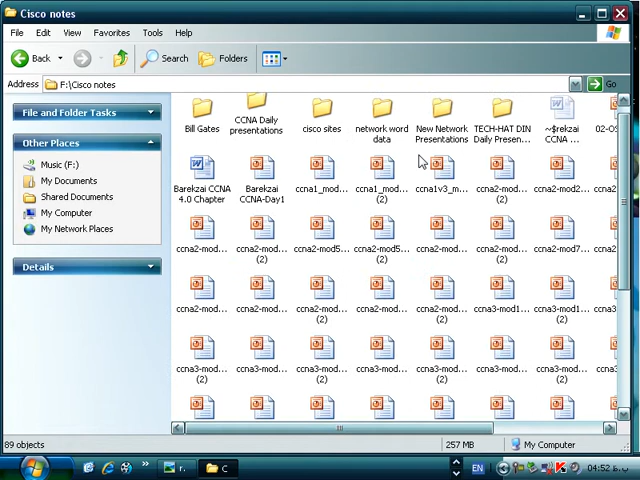 Cisco notes
File Edit View Favorites Tools Help
Back Search Folders
Address F:\Cisco notes Go
File and Folder Tasks
Other Places
Music (F:)
My Documents
Shared Documents
My Computer
My Network Places
Details
Bill Gates
CCNA Daily
presentations
cisco sites
network word
data
New Network
Presentations
TECH-HAT DIN
Daily Presen...
~$rekzai
CCNA ...
02-OS
Barekzai CCNA
4.0 Chapter
Barekzai
CCNA-Day1
ccna1_mod...
ccna1_mod...
(2)
ccna1v3_m...
ccna2-mod...
(2)
ccna2-mod2...
ccna2-mod...
ccna2-mod...
(2)
ccna2-mod5...
ccna2-mod5...
(2)
ccna2-mod...
ccna2-mod...
(2)
ccna2-mod7...
ccna2-mod...
ccna2-mod...
(2)
ccna2-mod...
ccna2-mod...
(2)
ccna2-mod...
(2)
ccna3-mod1...
ccna3-mod1...
(2)
ccna3-mod...
(2)
ccna3-mod...
ccna3-mod...
(2)
ccna3-mod...
(2)
ccna3-mod...
ccna3-mod...
(2)
ccna3-mod...
89 objects 257 MB My Computer
r. C EN 04:52